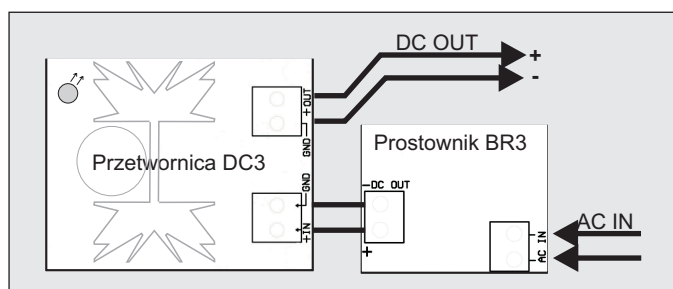 DC OUT
+
-
+OUT
GND
Przetwornica DC3
GND
+IN
Prostownik BR3
-DC OUT
+
AC IN
AC IN